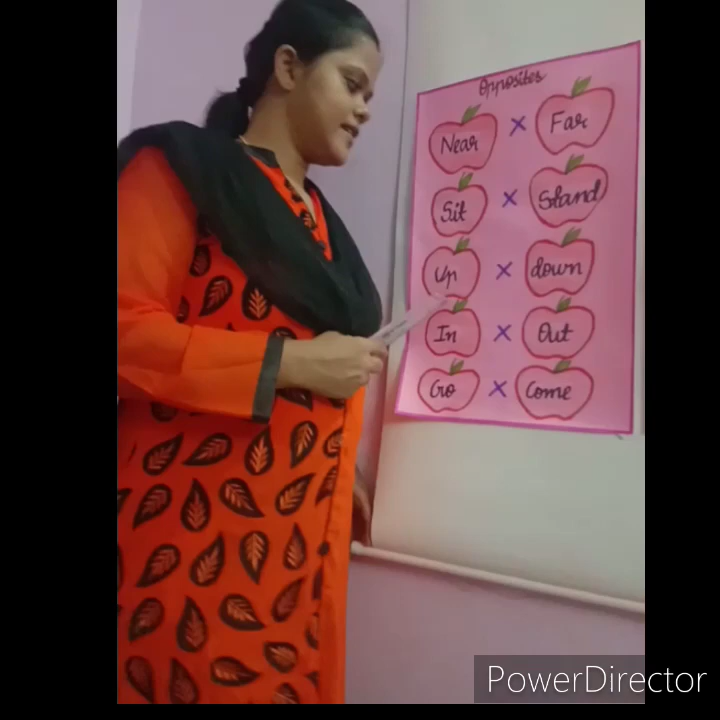 Opposites
Near × Far
Sit × Stand
Up × down
In × Out
Go × Come
PowerDirector